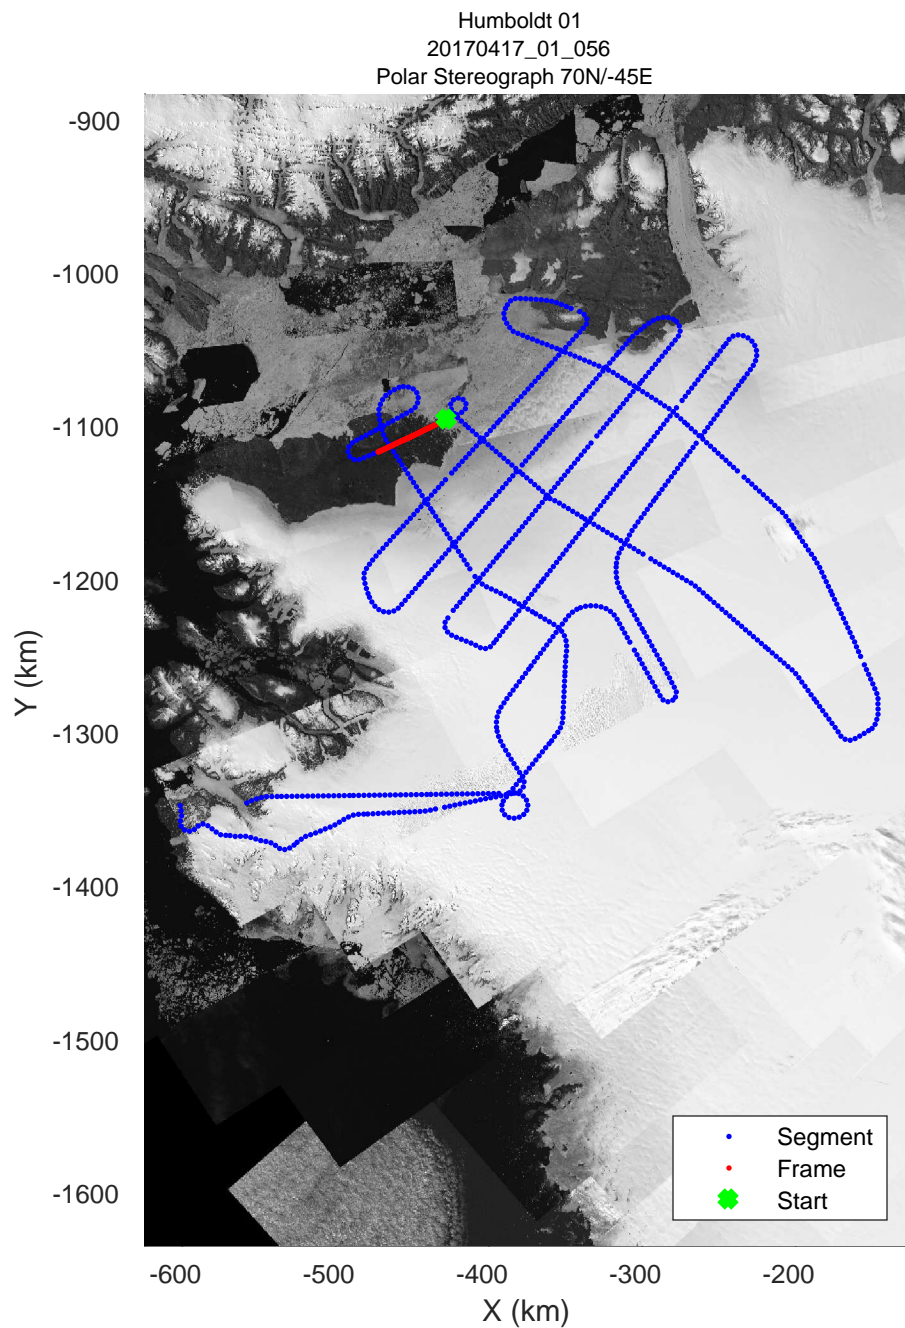 Humboldt 01
20170417_01_056
Polar Stereograph 70N/-45E
-900
-1000
-1100
-1200
-1300
-1400
-1500
-1600
Y (km)
Segment
Frame
Start
-600 -500 -400 -300 -200
X (km)